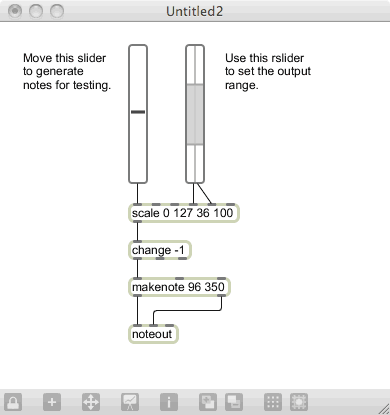 Untitled2
Move this slider
to generate
notes for testing.
Use this rslider
to set the output
range.
scale 0 127 36 100
change -1
makenote 96 350
noteout